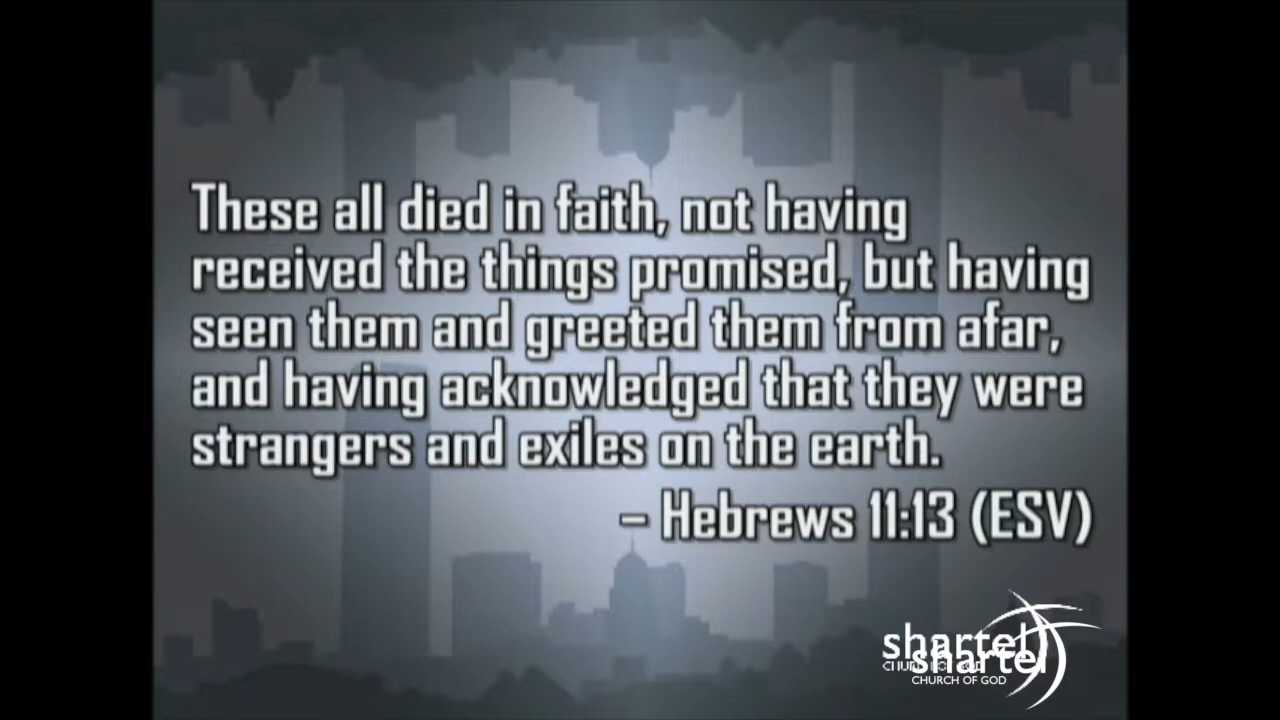 These all died in faith, not having
received the things promised, but having
seen them and greeted them from afar,
and having acknowledged that they were
strangers and exiles on the earth.
– Hebrews 11:13 (ESV)
shartel
shartel
CHURCH OF GOD